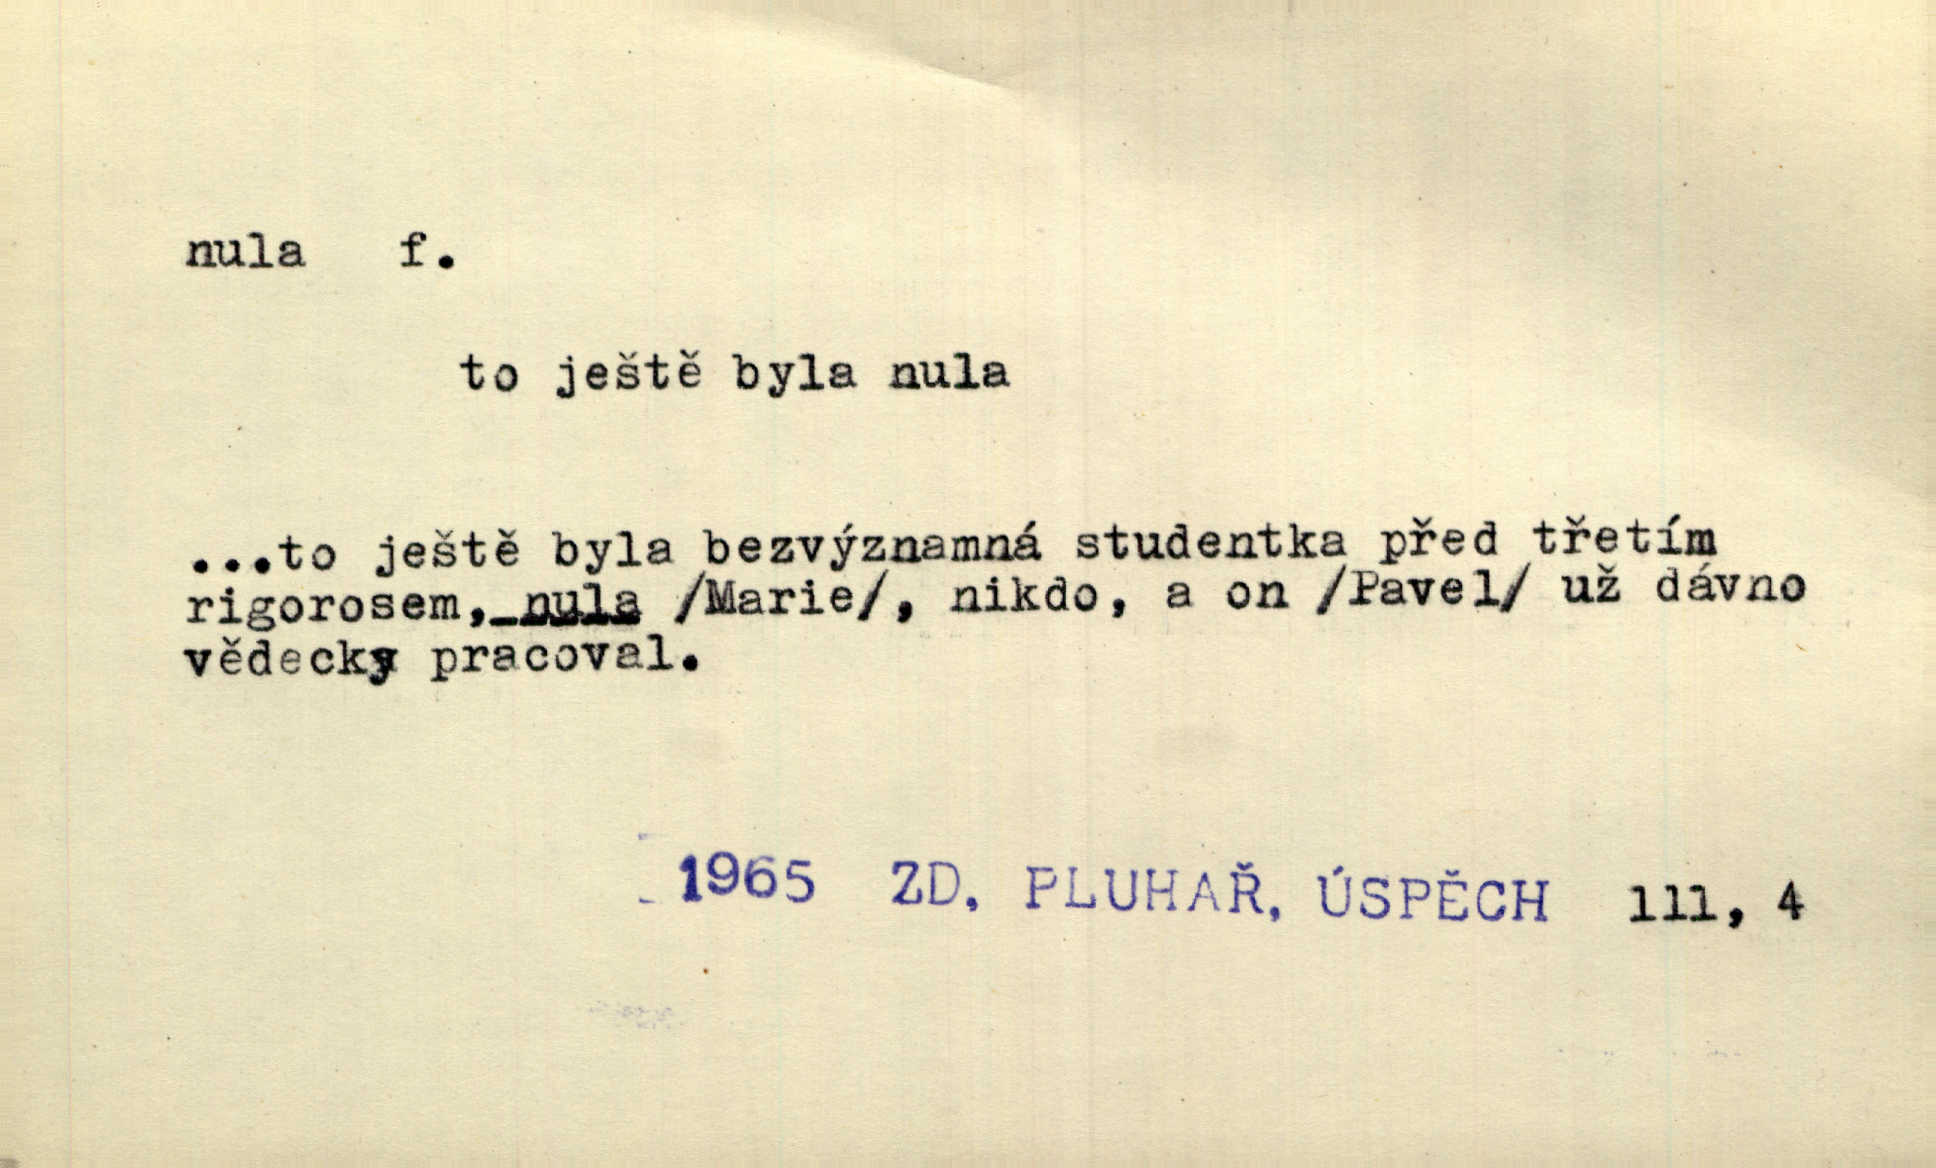 nula f.
to ještě byla nula
...to ještě byla bezvýznamná studentka před třetím
rigorosem, nula /Marie/, nikdo, a on /Pavel/ už dávno
vědecky pracoval.
1965 ZD. PLUHAŘ, ÚSPĚCH 111, 4